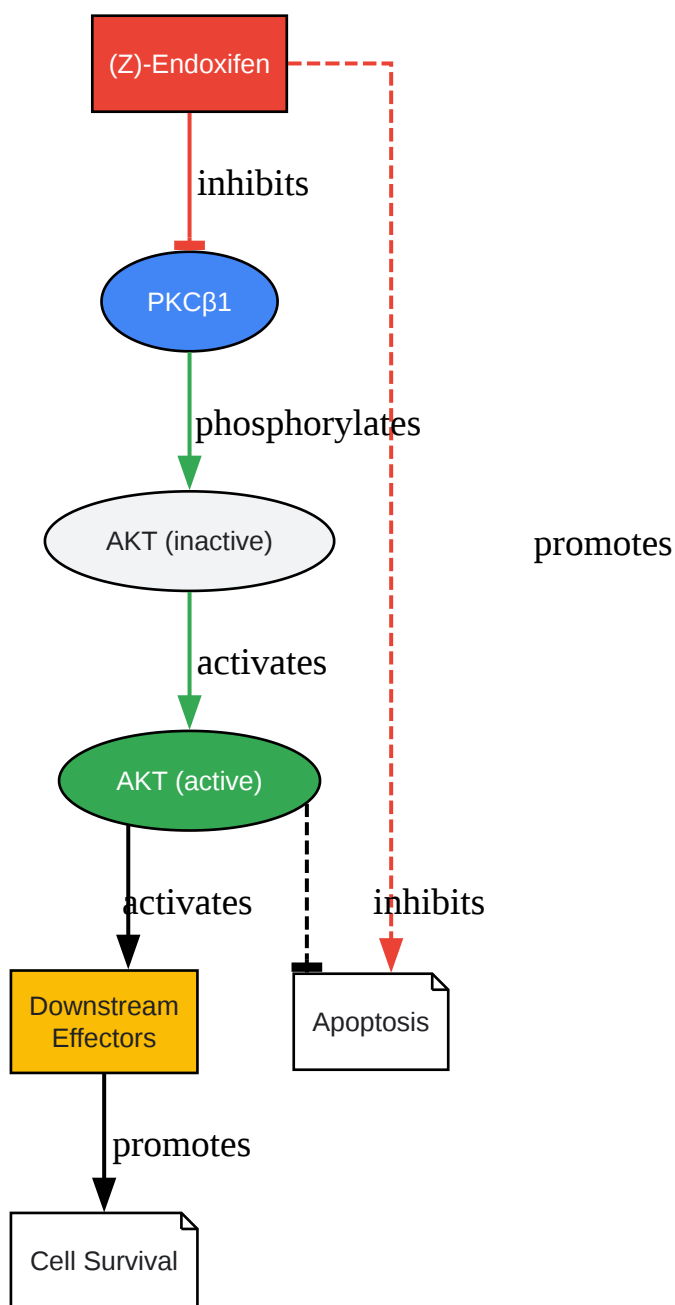 (Z)-Endoxifen
inhibits
PKCβ1
phosphorylates
AKT (inactive)
promotes
activates
AKT (active)
activates
inhibits
Downstream
Effectors
Apoptosis
promotes
Cell Survival